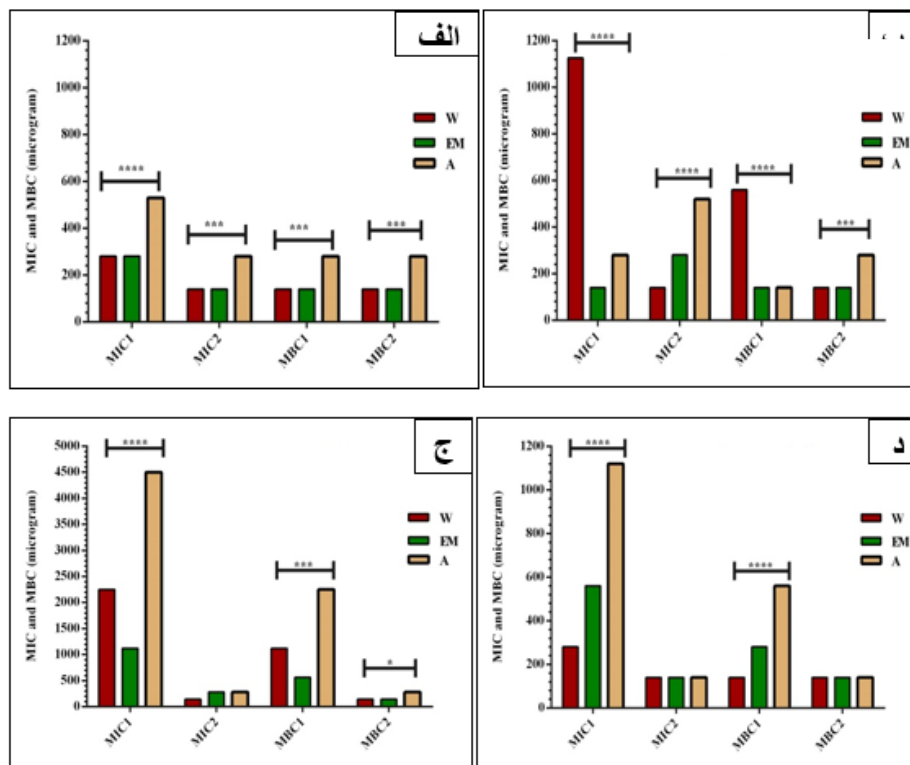 الف
MIC and MBC (microgram)
1200
1000
800
600
400
200
0
****
***
***
***
W
EM
A
MIC1
MIC2
MBC1
MBC2
MIC and MBC (microgram)
1200
1000
800
600
400
200
0
****
****
****
***
W
EM
A
MIC1
MIC2
MBC1
MBC2
ج
MIC and MBC (microgram)
5000
4500
4000
3500
3000
2500
2000
1500
1000
500
0
****
***
*
W
EM
A
MIC1
MIC2
MBC1
MBC2
د
MIC and MBC (microgram)
1200
1000
800
600
400
200
0
****
****
W
EM
A
MIC1
MIC2
MBC1
MBC2